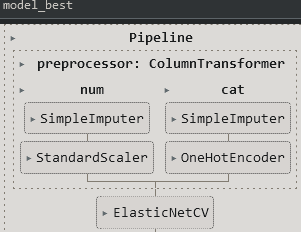 model_best
Pipeline
preprocessor: ColumnTransformer
num cat
SimpleImputer SimpleImputer
StandardScaler OneHotEncoder
ElasticNetCV